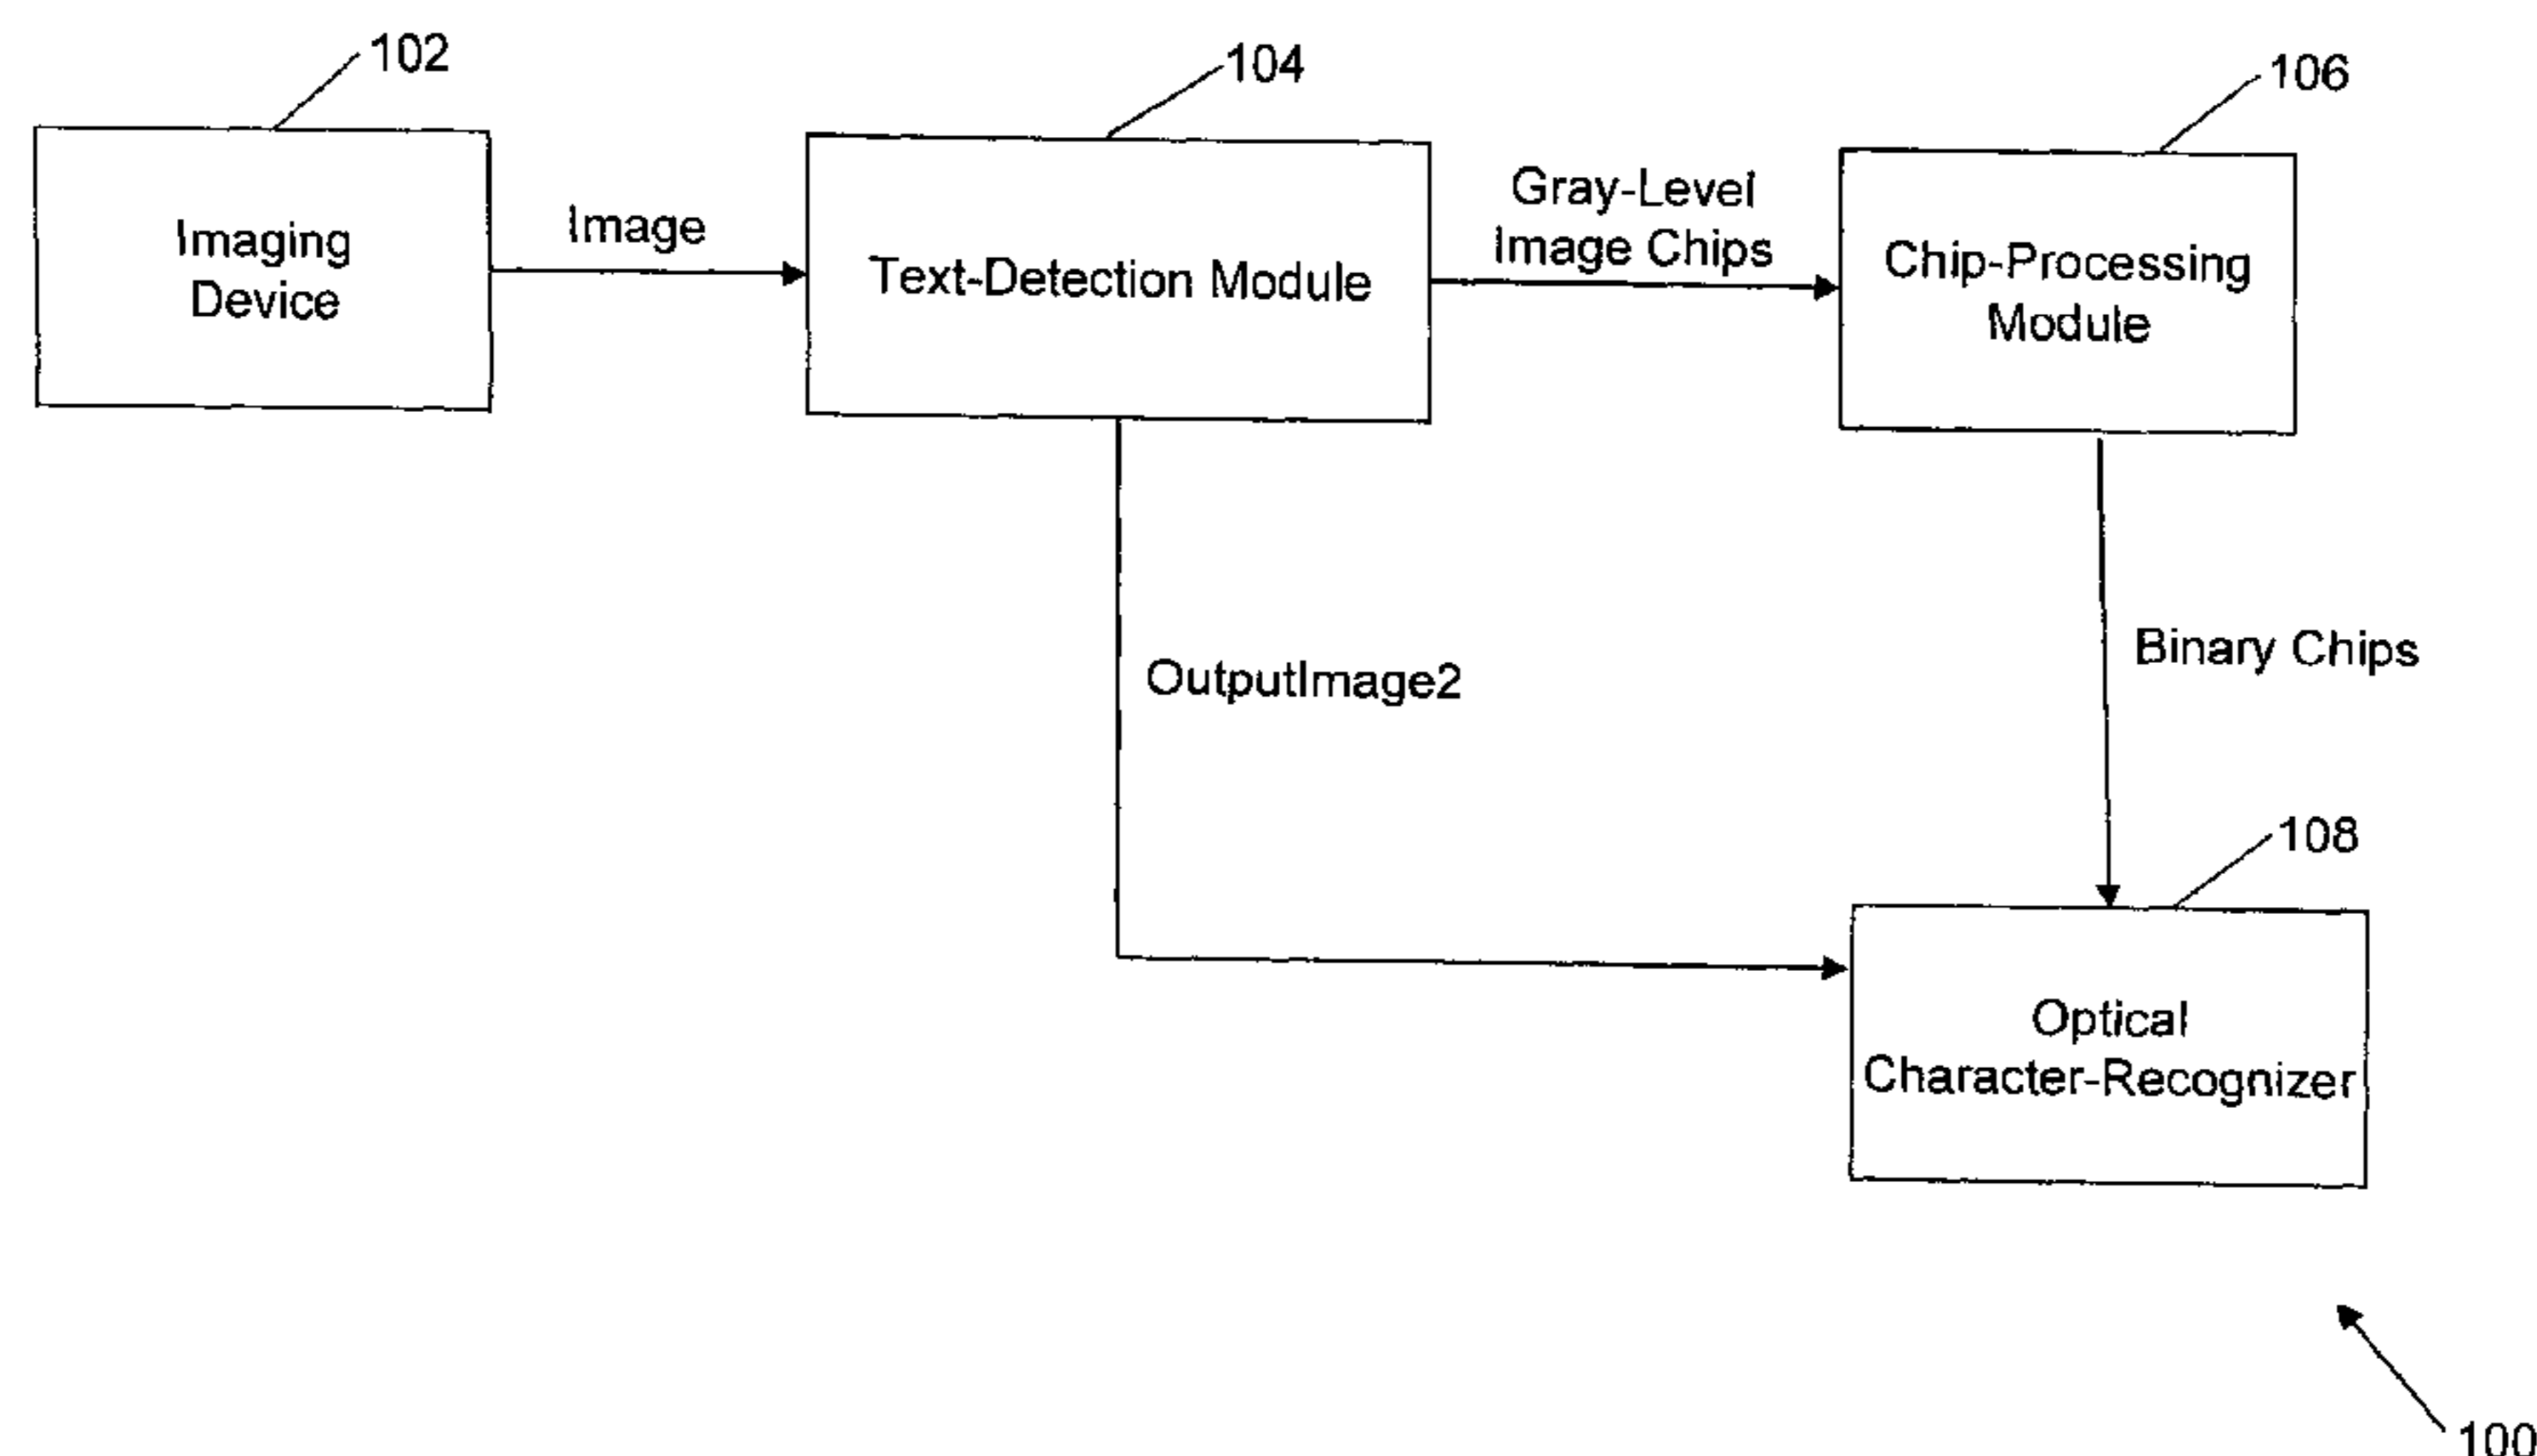 102
104
106
Imaging
Device
Image
Text-Detection Module
Gray-Level
Image Chips
Chip-Processing
Module
OutputImage2
Binary Chips
108
Optical
Character-Recognizer
100